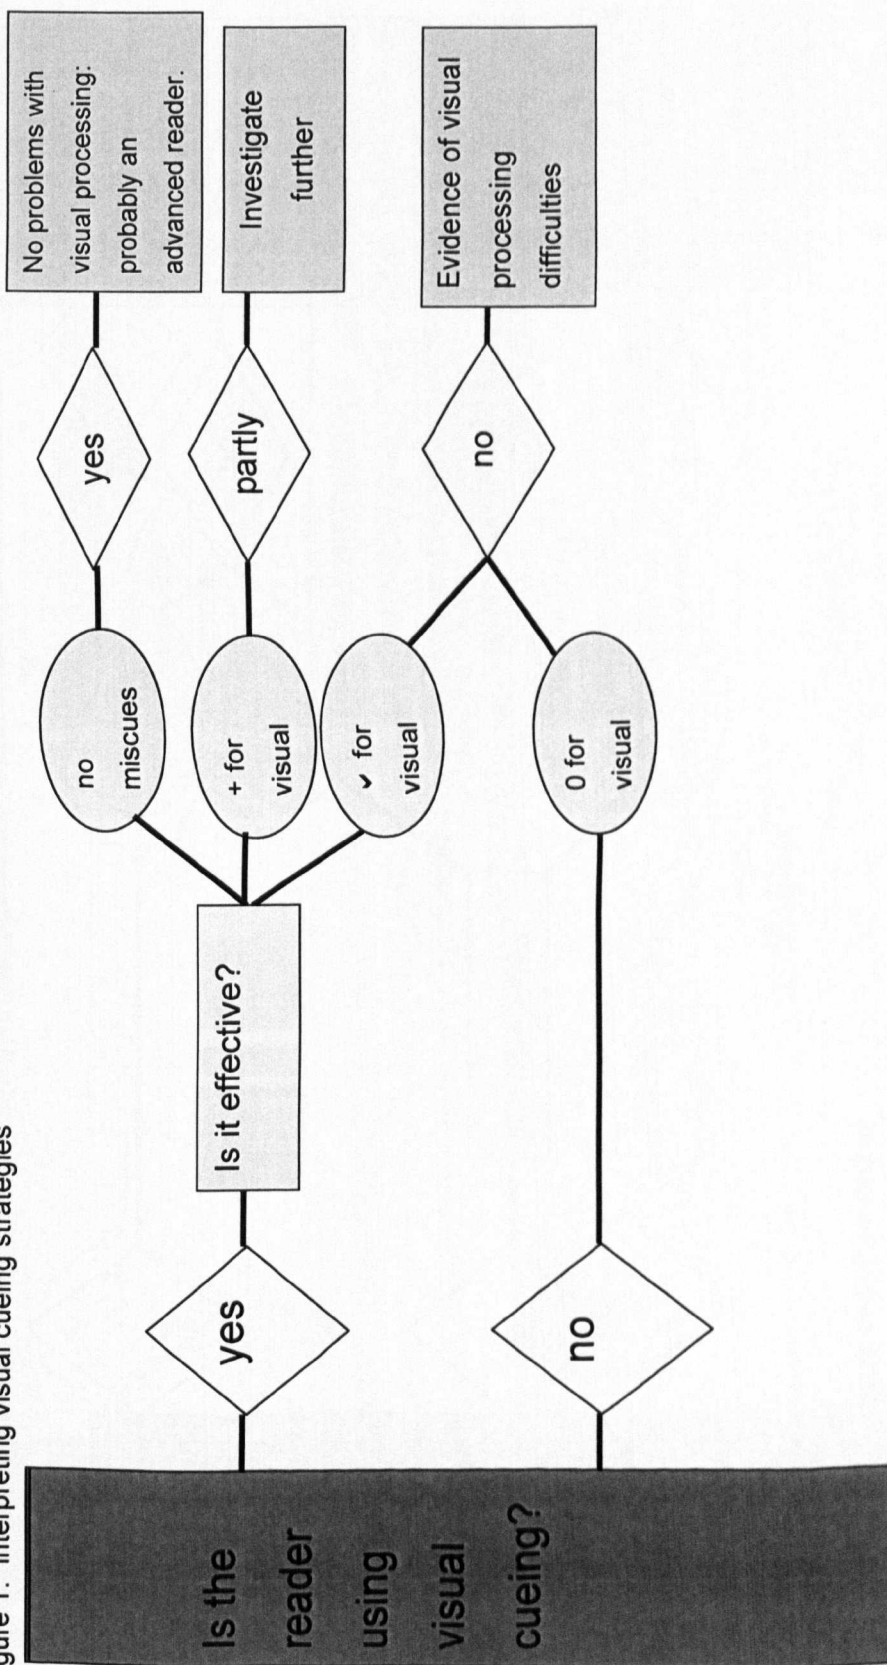 gure 1: Interpreting visual cueing strategies
Is the
reader
using
visual
cueing?
yes
no
Is it effective?
no
miscues
+ for
visual
✓ for
visual
0 for
visual
yes
partly
no
No problems with
visual processing:
probably an
advanced reader.
Investigate
further
Evidence of visual
processing
difficulties